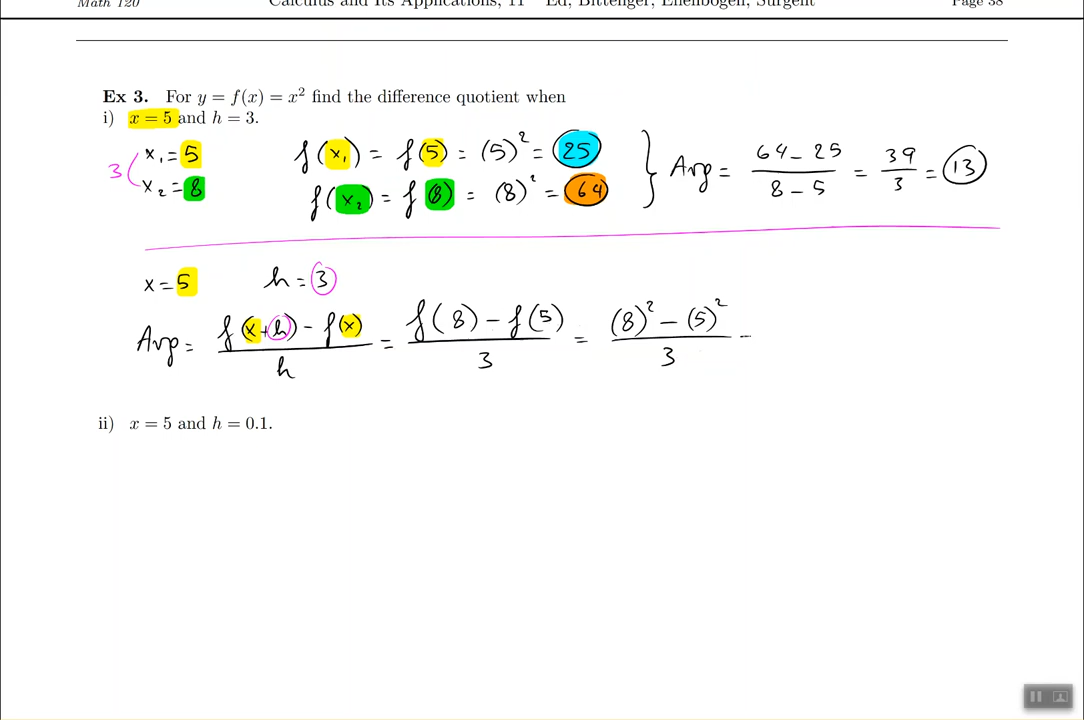 Math 120 Calculus and Its Applications, 11 Ed, Bittenger, Ellenbogen, Surgent Page 38
Ex 3. For y = f(x) = x² find the difference quotient when
i) x = 5 and h = 3.
3 ( x₁ = 5 f(x₁) = f(5) = (5)² = 25
x₂ = 8 f(x₂) = f(8) = (8)² = 64 } Avg = (64 - 25)/(8 - 5) = 39/3 = 13
x = 5 h = 3
Avg = (f(x+h) - f(x))/h = (f(8) - f(5))/3 = ((8)² - (5)²)/3 =
ii) x = 5 and h = 0.1.